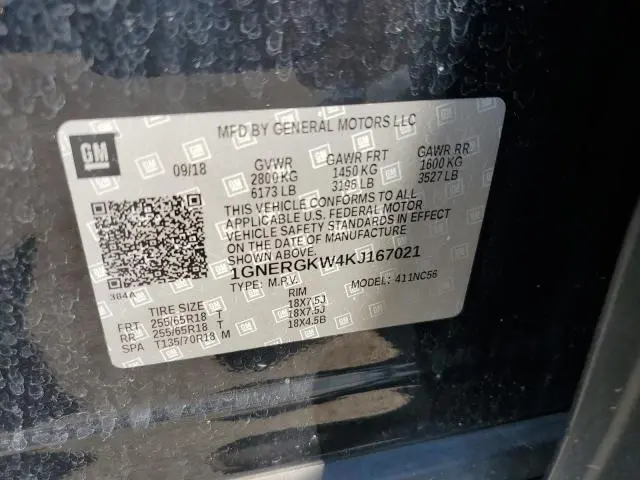 MFD BY GENERAL MOTORS LLC
GM
09/18 GVWR GAWR FRT GAWR RR
2800 KG 1450 KG 1600 KG
6173 LB 3196 LB 3527 LB
THIS VEHICLE CONFORMS TO ALL
APPLICABLE U.S. FEDERAL MOTOR
VEHICLE SAFETY STANDARDS IN EFFECT
ON THE DATE OF MANUFACTURE
SHOWN ABOVE.
1GNERGKW4KJ167021
TYPE: M.P.V. MODEL: 411NC56
384A
TIRE SIZE RIM
FRT 255/65R18 T 18X7.5J
RR 255/65R18 T 18X7.5J
SPA T135/70R18 M 18X4.5B